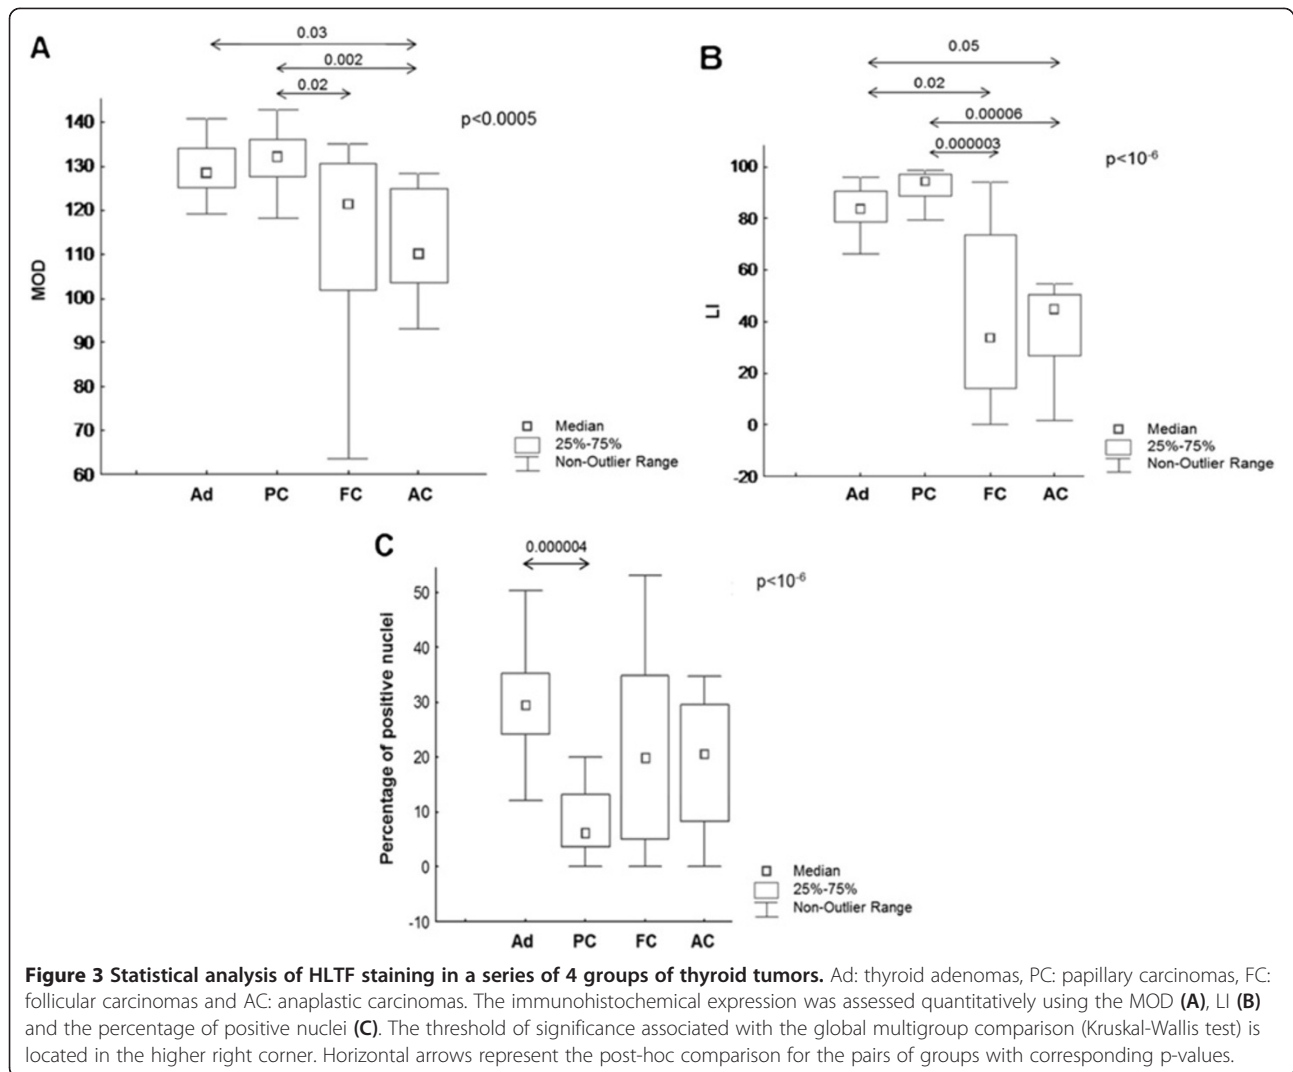 A
0.03
0.002
0.02
p<0.0005
MOD
140
130
120
110
100
90
80
70
60
Ad PC FC AC
Median
25%-75%
Non-Outlier Range
B
0.05
0.02
0.00006
0.000003
p<10-6
LI
100
80
60
40
20
0
-20
Ad PC FC AC
Median
25%-75%
Non-Outlier Range
C
0.000004
p<10-6
Percentage of positive nuclei
50
40
30
20
10
0
-10
Ad PC FC AC
Median
25%-75%
Non-Outlier Range
Figure 3 Statistical analysis of HLTF staining in a series of 4 groups of thyroid tumors. Ad: thyroid adenomas, PC: papillary carcinomas, FC:
follicular carcinomas and AC: anaplastic carcinomas. The immunohistochemical expression was assessed quantitatively using the MOD (A), LI (B)
and the percentage of positive nuclei (C). The threshold of significance associated with the global multigroup comparison (Kruskal-Wallis test) is
located in the higher right corner. Horizontal arrows represent the post-hoc comparison for the pairs of groups with corresponding p-values.